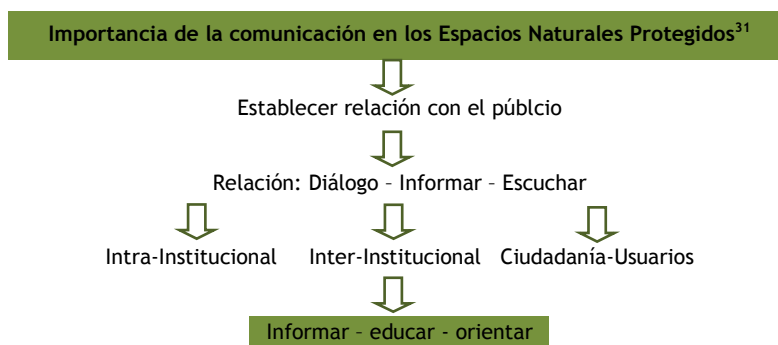 Importancia de la comunicación en los Espacios Naturales Protegidos³¹
Establecer relación con el públcio
Relación: Diálogo – Informar – Escuchar
Intra-Institucional Inter-Institucional Ciudadanía-Usuarios
Informar – educar - orientar